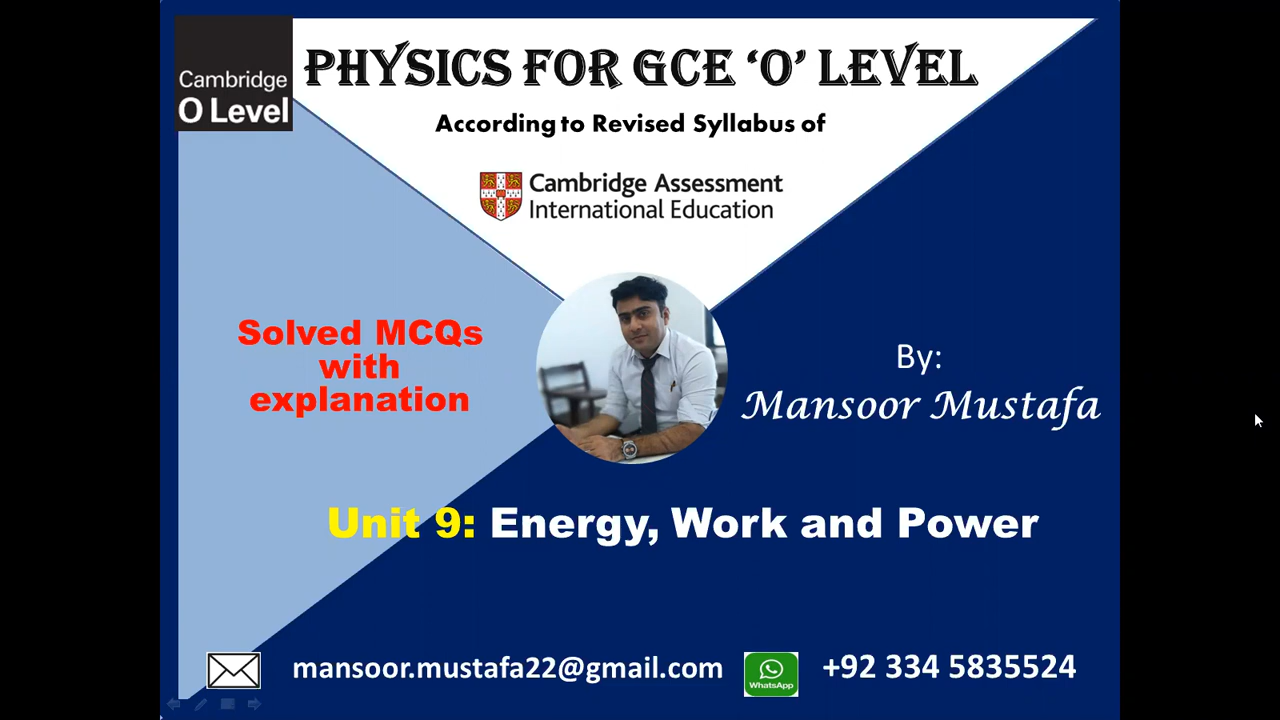 Cambridge
O Level
PHYSICS FOR GCE ‘O’ LEVEL
According to Revised Syllabus of
Cambridge Assessment
International Education
Solved MCQs
with
explanation
By:
Mansoor Mustafa
Unit 9: Energy, Work and Power
mansoor.mustafa22@gmail.com
WhatsApp
+92 334 5835524